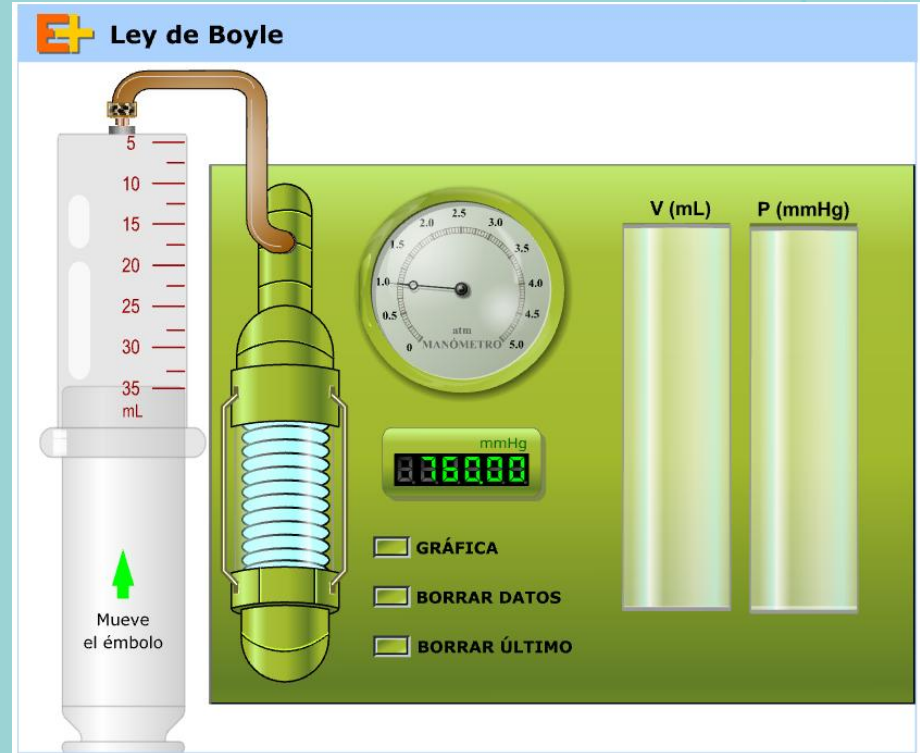 E+ Ley de Boyle
5
10
15
20
25
30
35
mL
Mueve
el émbolo
0
0.5
1.0
1.5
2.0
2.5
3.0
3.5
4.0
4.5
5.0
atm
MANÓMETRO
mmHg
760.00
GRÁFICA
BORRAR DATOS
BORRAR ÚLTIMO
V (mL) P (mmHg)